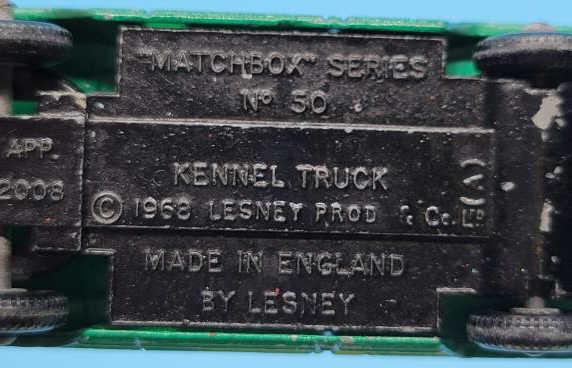 "MATCHBOX" SERIES
Nº 50
APP.
2008
KENNEL TRUCK
© 1968 LESNEY PROD & Co. LTD
(A)
MADE IN ENGLAND
BY LESNEY